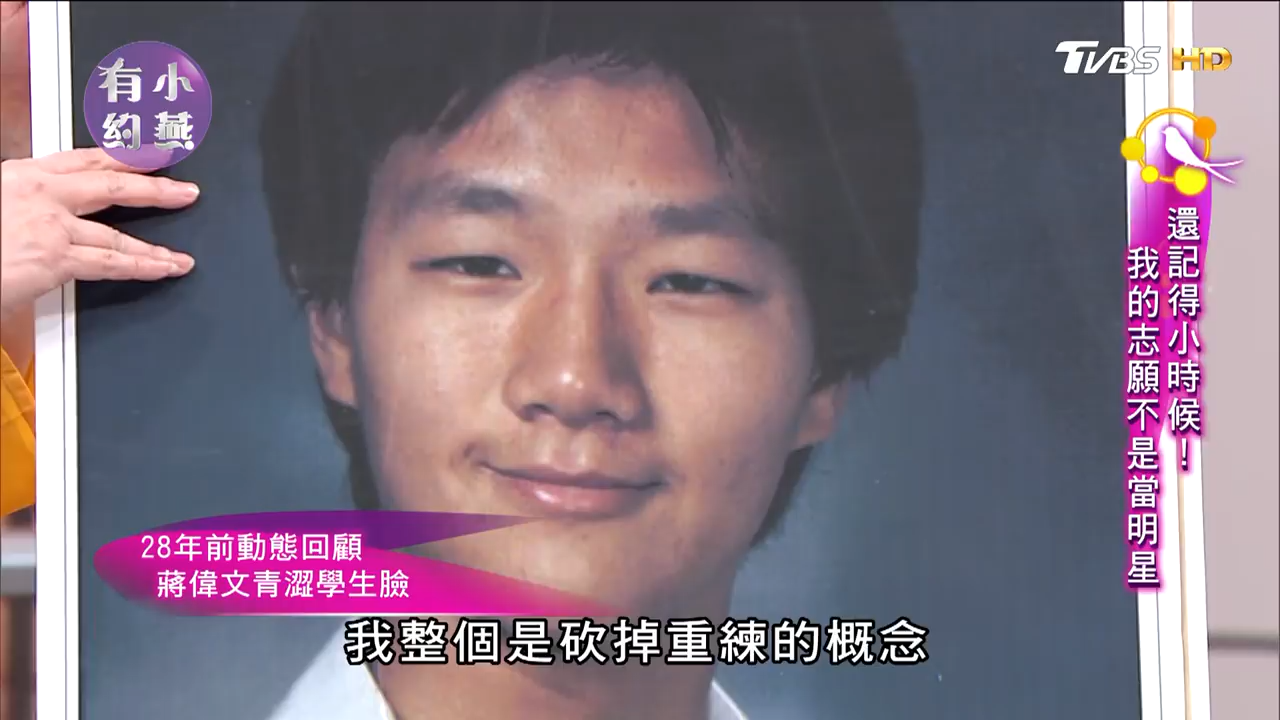 小燕
有約
TVBS HD
還記得小時候！
我的志願不是當明星
28年前動態回顧
蔣偉文青澀學生臉
我整個是砍掉重練的概念